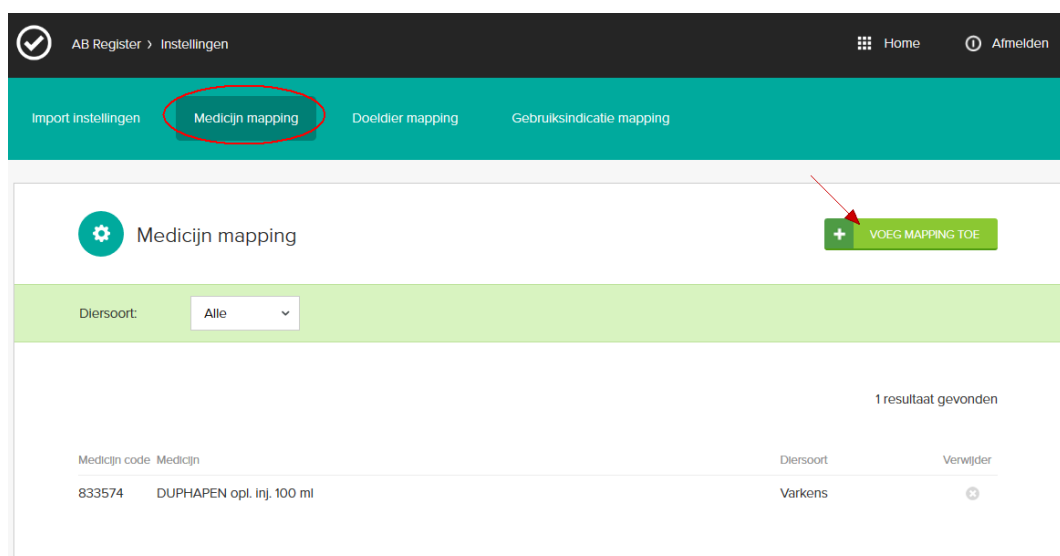 AB Register > Instellingen
Home
Afmelden
Import instellingen
Medicijn mapping
Doeldier mapping
Gebruiksindicatie mapping
Medicijn mapping
+ VOEG MAPPING TOE
Diersoort:
Alle
1 resultaat gevonden
Medicijn code Medicijn Diersoort Verwijder
833574 DUPHAPEN opl. inj. 100 ml Varkens